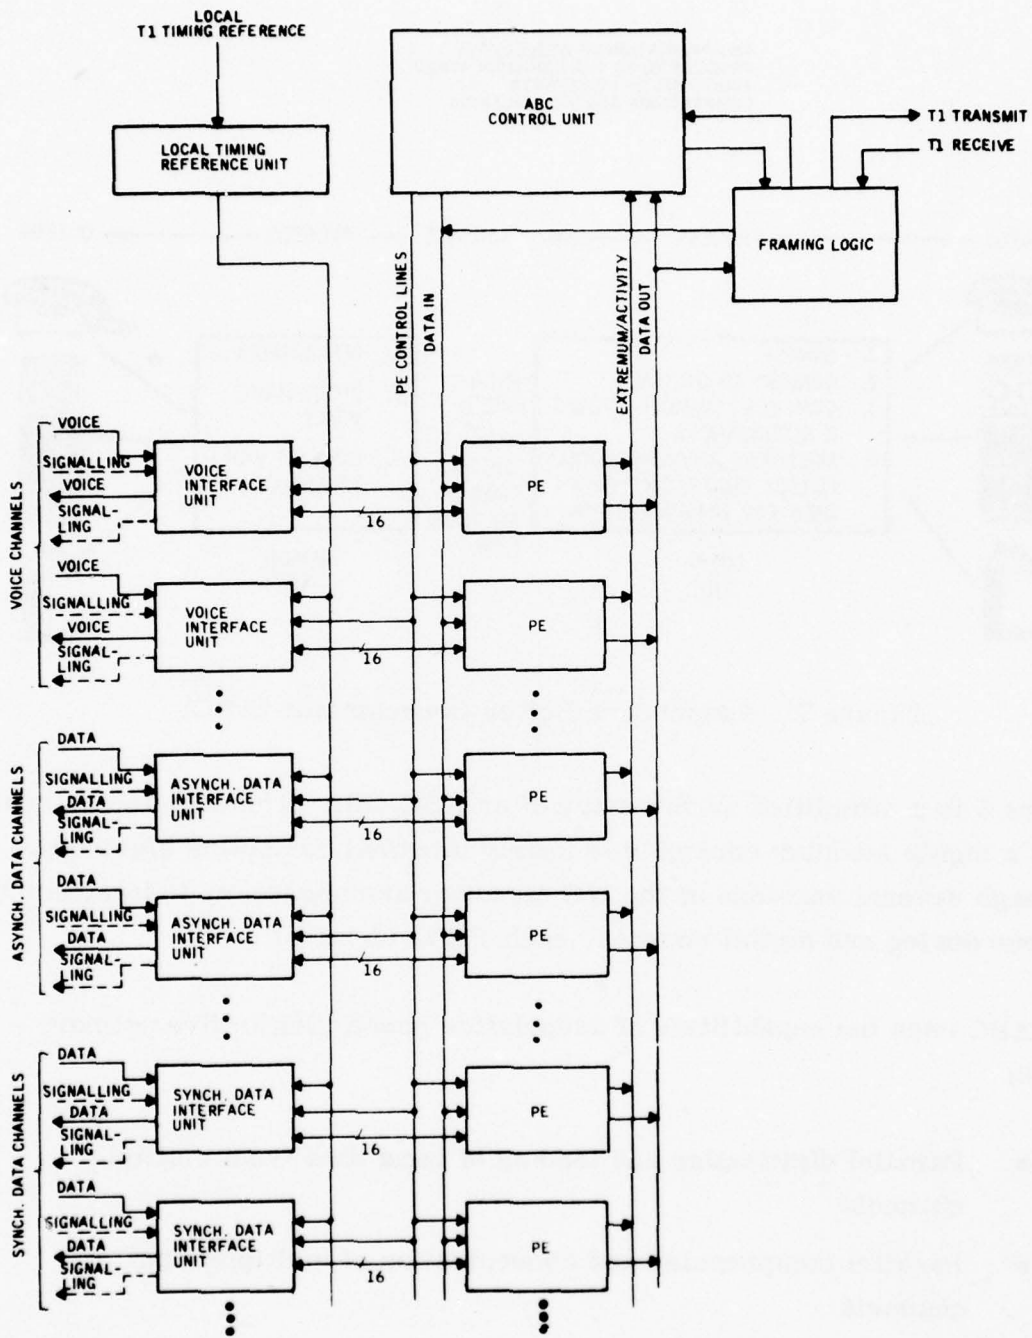 LOCAL
T1 TIMING REFERENCE
LOCAL TIMING
REFERENCE UNIT
ABC
CONTROL UNIT
T1 TRANSMIT
T1 RECEIVE
FRAMING LOGIC
PE CONTROL LINES
DATA IN
EXTREMUM/ACTIVITY
DATA OUT
VOICE CHANNELS
VOICE
SIGNALLING
VOICE
SIGNAL-
LING
VOICE
INTERFACE
UNIT
16
PE
VOICE
SIGNALLING
VOICE
SIGNAL-
LING
VOICE
INTERFACE
UNIT
16
PE
ASYNCH. DATA CHANNELS
DATA
SIGNALLING
DATA
SIGNAL-
LING
ASYNCH. DATA
INTERFACE
UNIT
16
PE
DATA
SIGNALLING
DATA
SIGNAL-
LING
ASYNCH. DATA
INTERFACE
UNIT
16
PE
SYNCH. DATA CHANNELS
DATA
SIGNALLING
DATA
SIGNAL-
LING
SYNCH. DATA
INTERFACE
UNIT
16
PE
DATA
SIGNALLING
DATA
SIGNAL-
LING
SYNCH. DATA
INTERFACE
UNIT
16
PE